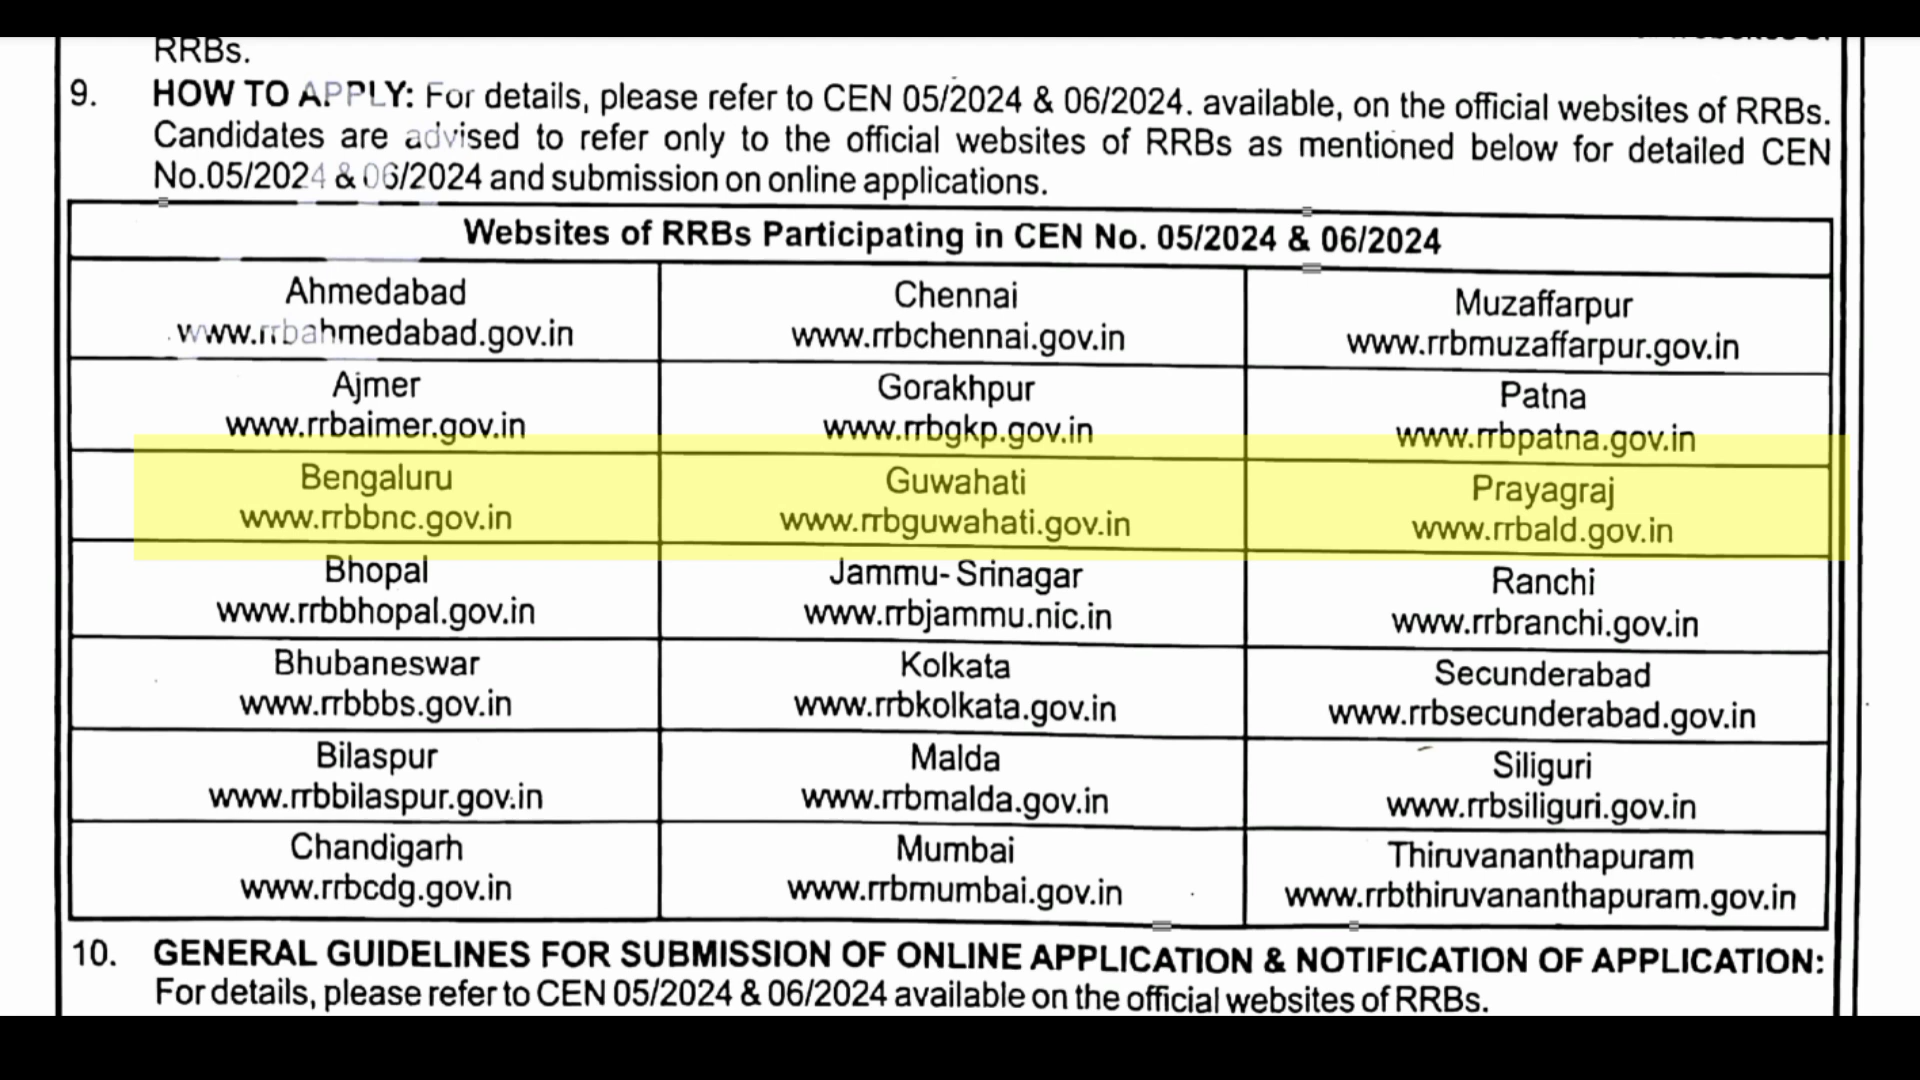 RRBs.
9. HOW TO APPLY: For details, please refer to CEN 05/2024 & 06/2024. available, on the official websites of RRBs.
Candidates are advised to refer only to the official websites of RRBs as mentioned below for detailed CEN
No.05/2024 & 06/2024 and submission on online applications.
Websites of RRBs Participating in CEN No. 05/2024 & 06/2024
Ahmedabad
www.rrbahmedabad.gov.in
Chennai
www.rrbchennai.gov.in
Muzaffarpur
www.rrbmuzaffarpur.gov.in
Ajmer
www.rrbaimer.gov.in
Gorakhpur
www.rrbgkp.gov.in
Patna
www.rrbpatna.gov.in
Bengaluru
www.rrbbnc.gov.in
Guwahati
www.rrbguwahati.gov.in
Prayagraj
www.rrbald.gov.in
Bhopal
www.rrbbhopal.gov.in
Jammu- Srinagar
www.rrbjammu.nic.in
Ranchi
www.rrbranchi.gov.in
Bhubaneswar
www.rrbbbs.gov.in
Kolkata
www.rrbkolkata.gov.in
Secunderabad
www.rrbsecunderabad.gov.in
Bilaspur
www.rrbbilaspur.gov.in
Malda
www.rrbmalda.gov.in
Siliguri
www.rrbsiliguri.gov.in
Chandigarh
www.rrbcdg.gov.in
Mumbai
www.rrbmumbai.gov.in
Thiruvananthapuram
www.rrbthiruvananthapuram.gov.in
10. GENERAL GUIDELINES FOR SUBMISSION OF ONLINE APPLICATION & NOTIFICATION OF APPLICATION:
For details, please refer to CEN 05/2024 & 06/2024 available on the official websites of RRBs.